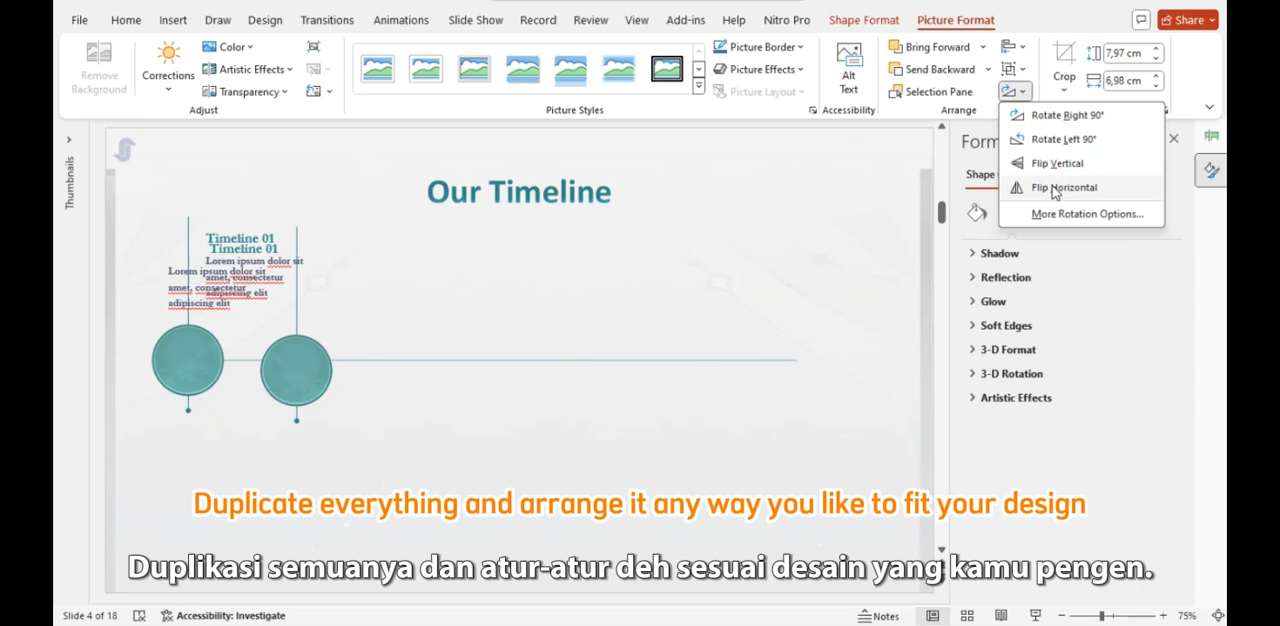 File Home Insert Draw Design Transitions Animations Slide Show Record Review View Add-ins Help Nitro Pro Shape Format Picture Format Share
Remove Background
Corrections
Color
Artistic Effects
Transparency
Adjust
Picture Styles
Picture Border
Picture Effects
Picture Layout
Alt Text
Accessibility
Bring Forward
Send Backward
Selection Pane
Arrange
Crop
7,97 cm
6,98 cm
Rotate Right 90°
Rotate Left 90°
Flip Vertical
Flip Horizontal
More Rotation Options...
Thumbnails
Our Timeline
Timeline 01
Lorem ipsum dolor sit
amet, consectetur
adipiscing elit
Timeline 01
Lorem ipsum dolor sit
amet, consectetur
adipiscing elit
Form
Shape
Shadow
Reflection
Glow
Soft Edges
3-D Format
3-D Rotation
Artistic Effects
Duplicate everything and arrange it any way you like to fit your design
Duplikasi semuanya dan atur-atur deh sesuai desain yang kamu pengen.
Slide 4 of 18 Accessibility: Investigate Notes 75%